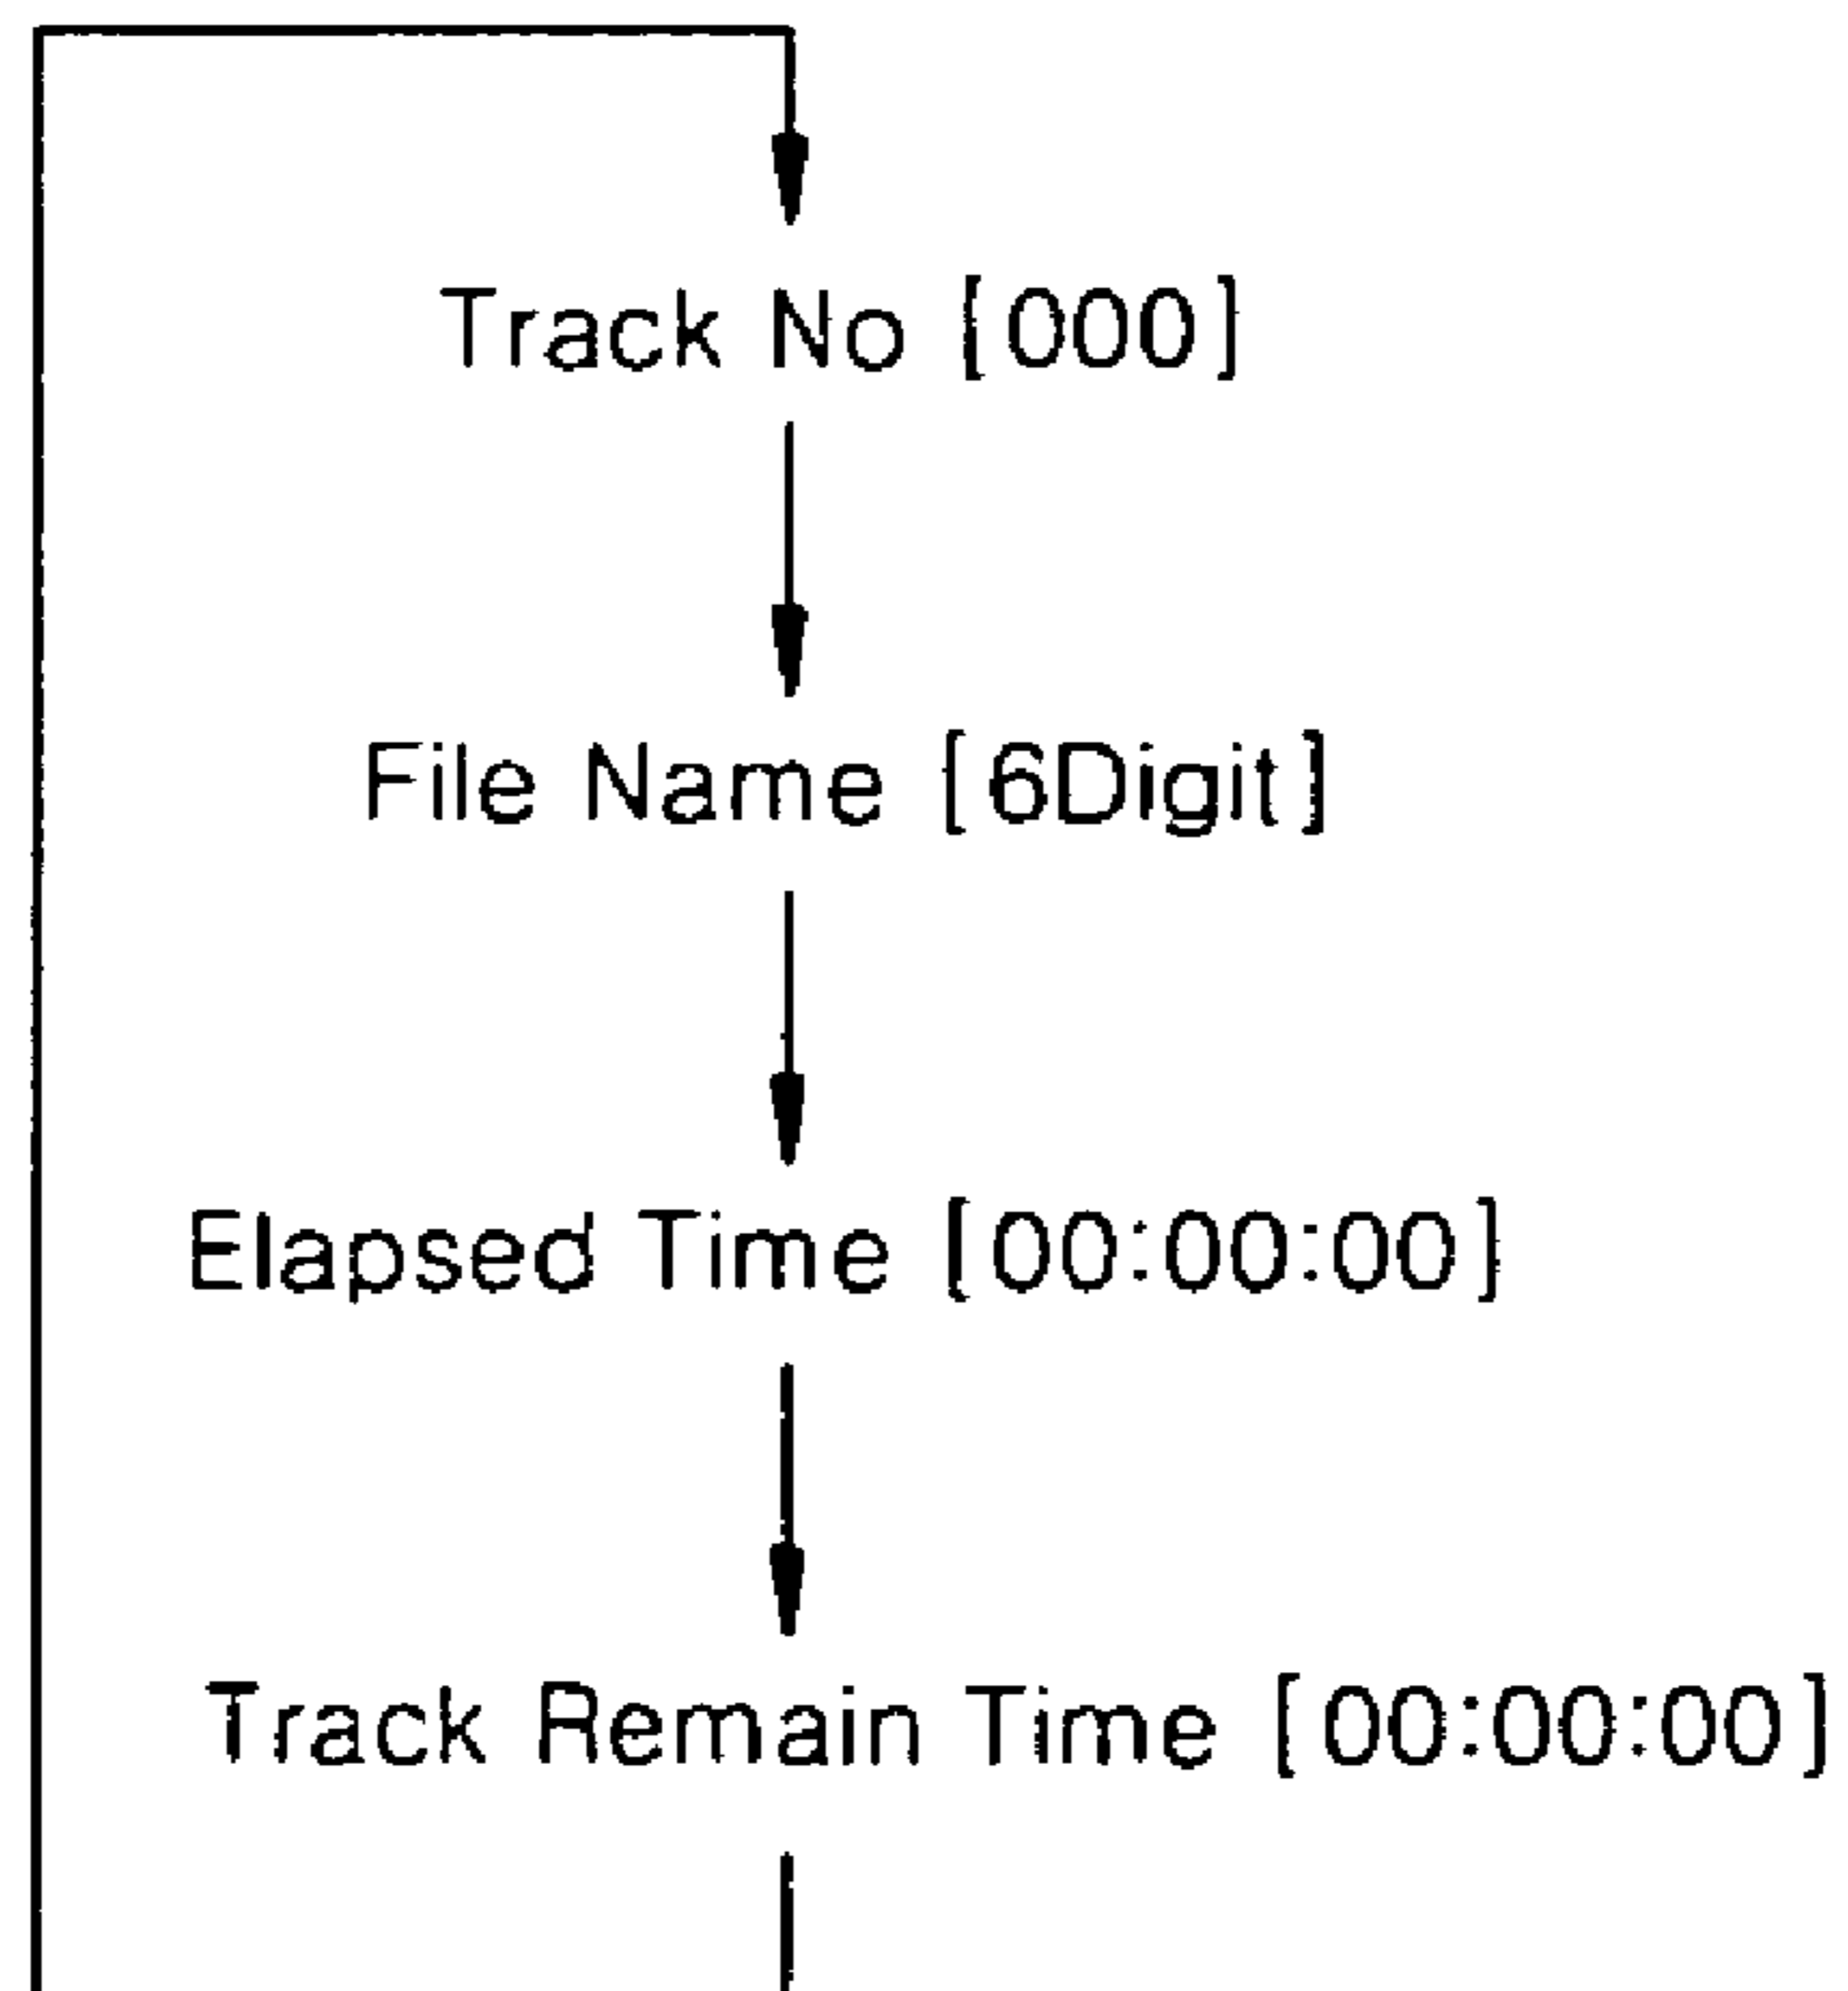 Track No [000]
File Name [6Digit]
Elapsed Time [00:00:00]
Track Remain Time [00:00:00]